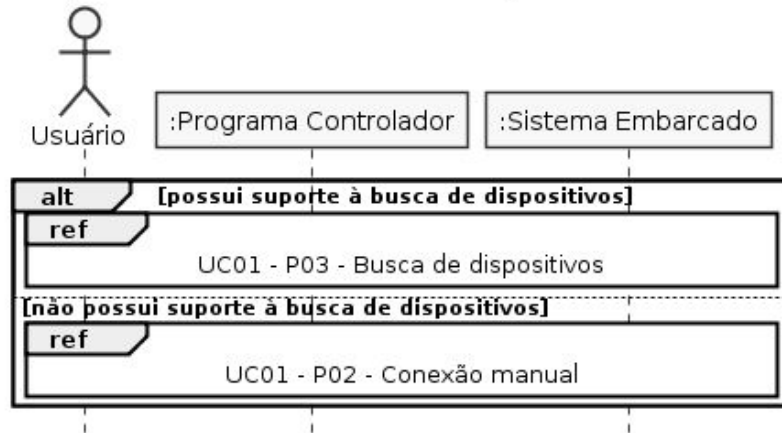 Usuário
:Programa Controlador
:Sistema Embarcado
alt [possui suporte à busca de dispositivos]
ref
UC01 - P03 - Busca de dispositivos
[não possui suporte à busca de dispositivos]
ref
UC01 - P02 - Conexão manual